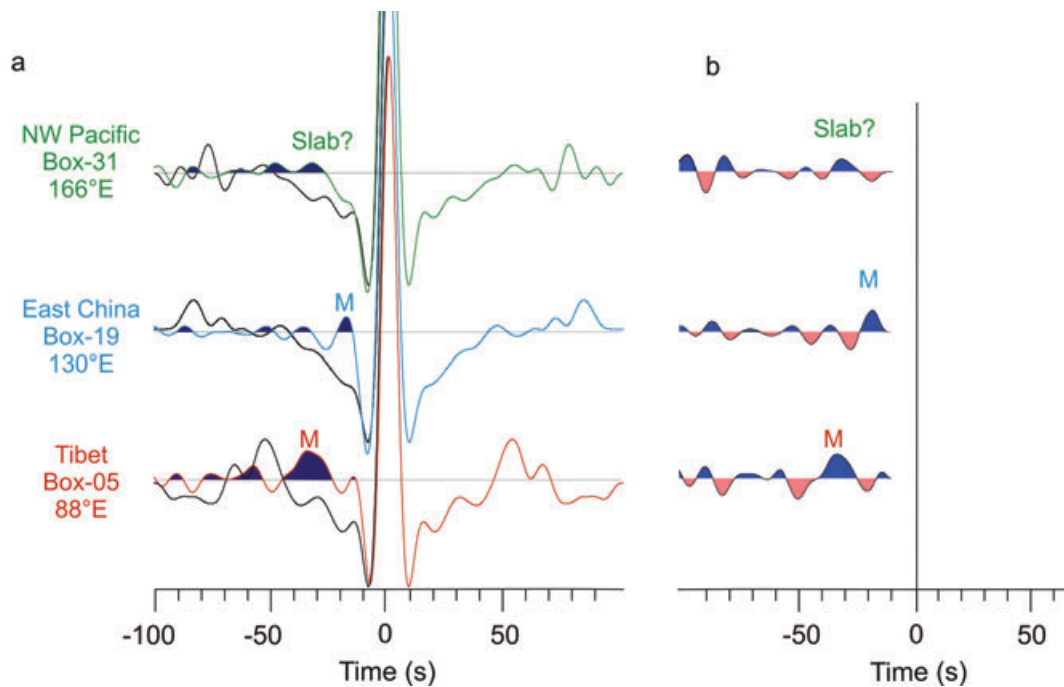 a
b
NW Pacific
Box-31
166°E
Slab?
Slab?
East China
Box-19
130°E
M
M
Tibet
Box-05
88°E
M
M
-100
-50
0
50
-50
0
50
Time (s)
Time (s)